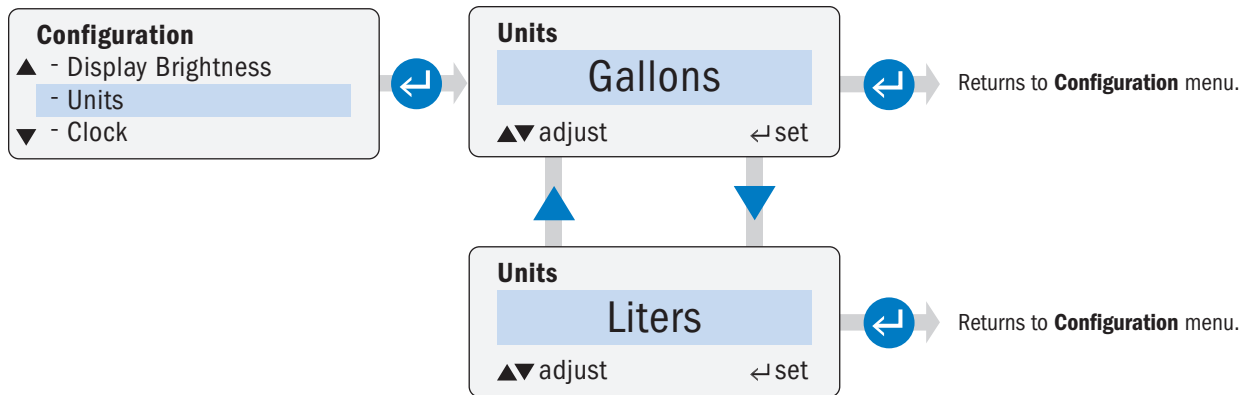 Configuration
▲ - Display Brightness
- Units
▼ - Clock
Units
Gallons
▲▼ adjust ↵ set
Returns to Configuration menu.
Units
Liters
▲▼ adjust ↵ set
Returns to Configuration menu.